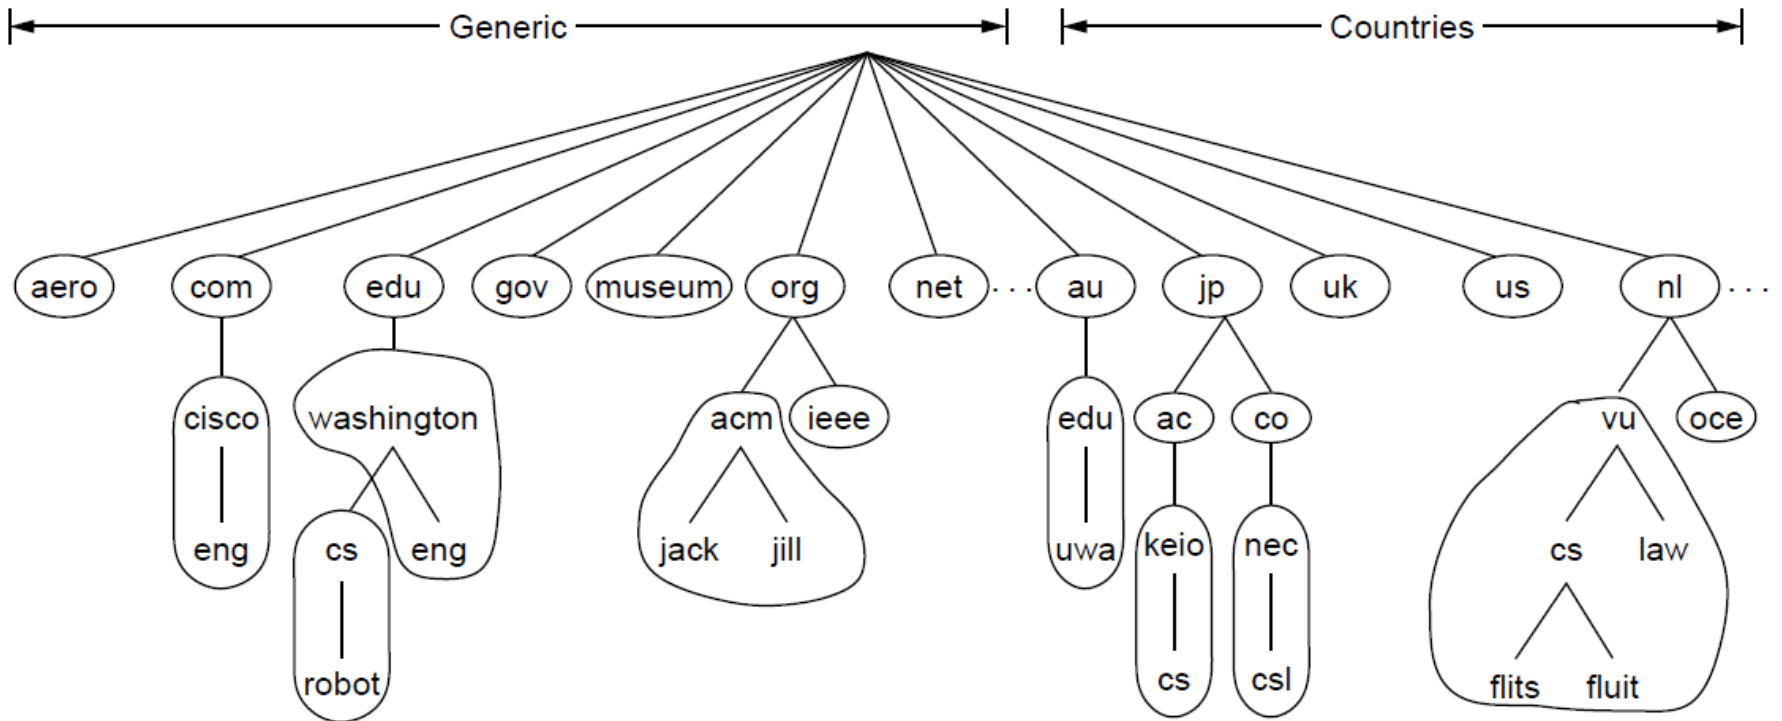 Generic Countries
aero com edu gov museum org net ... au jp uk us nl ...
cisco washington acm ieee edu ac co vu oce
eng cs eng jack jill uwa keio nec cs law
robot cs csl flits fluit